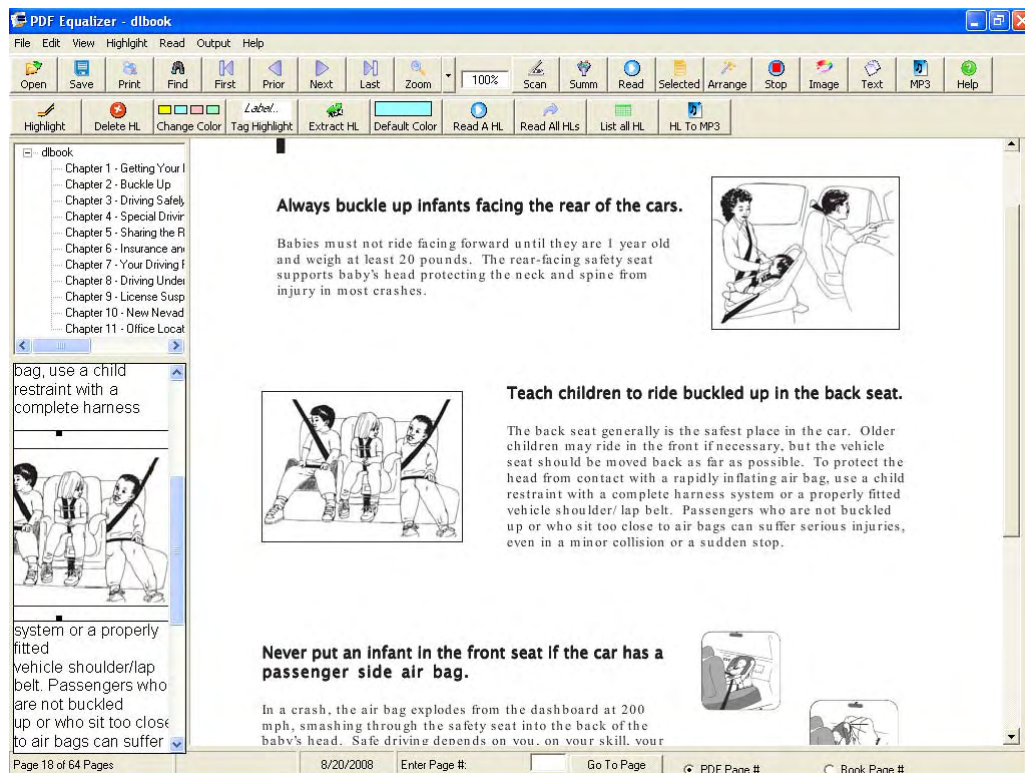 PDF Equalizer - dlbook
File Edit View Highligiht Read Output Help
Open Save Print Find First Prior Next Last Zoom 100% Scan Summ Read Selected Arrange Stop Image Text MP3 Help
Label..
Highlight Delete HL Change Color Tag Highlight Extract HL Default Color Read A HL Read All HLs List all HL HL To MP3
dlbook
Chapter 1 - Getting Your
Chapter 2 - Buckle Up
Chapter 3 - Driving Safely
Chapter 4 - Special Drivin
Chapter 5 - Sharing the R
Chapter 6 - Insurance an
Chapter 7 - Your Driving
Chapter 8 - Driving Under
Chapter 9 - License Susp
Chapter 10 - New Nevad
Chapter 11 - Office Locat
bag, use a child
restraint with a
complete harness
system or a properly
fitted
vehicle shoulder/lap
belt. Passengers who
are not buckled
up or who sit too close
to air bags can suffer
Always buckle up infants facing the rear of the cars.
Babies must not ride facing forward until they are 1 year old
and weigh at least 20 pounds. The rear-facing safety seat
supports baby's head protecting the neck and spine from
injury in most crashes.
Teach children to ride buckled up in the back seat.
The back seat generally is the safest place in the car. Older
children may ride in the front if necessary, but the vehicle
seat should be moved back as far as possible. To protect the
head from contact with a rapidly inflating air bag, use a child
restraint with a complete harness system or a properly fitted
vehicle shoulder/ lap belt. Passengers who are not buckled
up or who sit too close to air bags can suffer serious injuries,
even in a minor collision or a sudden stop.
Never put an infant in the front seat if the car has a
passenger side air bag.
In a crash, the air bag explodes from the dashboard at 200
mph, smashing through the safety seat into the back of the
baby's head. Safe driving depends on you, on your skill, your
Page 18 of 64 Pages 8/20/2008 Enter Page #: Go To Page PDF Page # Book Page #